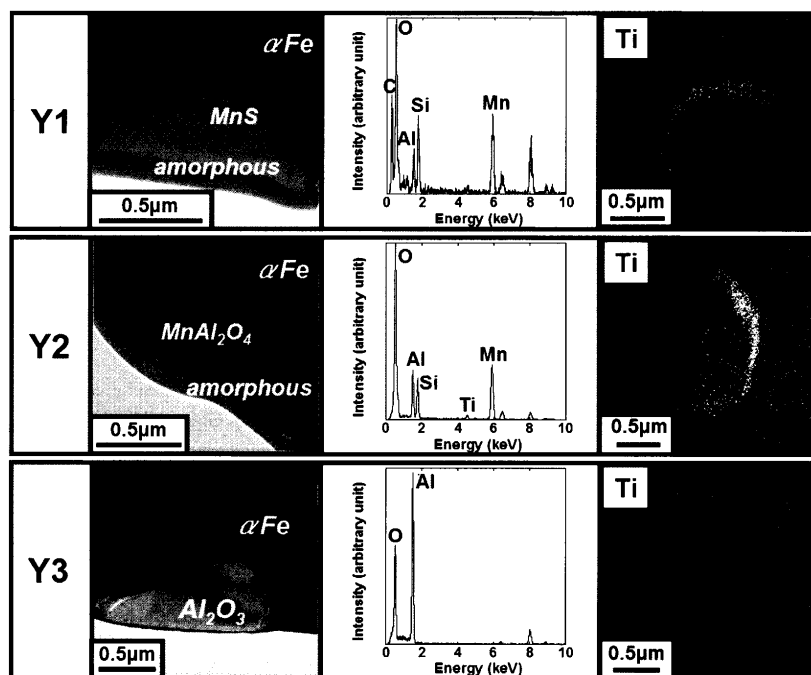 Y1
αFe
MnS
amorphous
0.5μm
Intensity (arbitrary unit)
O
C
Al
Si
Mn
0 2 4 6 8 10
Energy (keV)
Ti
0.5μm
Y2
αFe
MnAl₂O₄
amorphous
0.5μm
Intensity (arbitrary unit)
O
Al
Si
Ti
Mn
0 2 4 6 8 10
Energy (keV)
Ti
0.5μm
Y3
αFe
Al₂O₃
0.5μm
Intensity (arbitrary unit)
Al
O
0 2 4 6 8 10
Energy (keV)
Ti
0.5μm